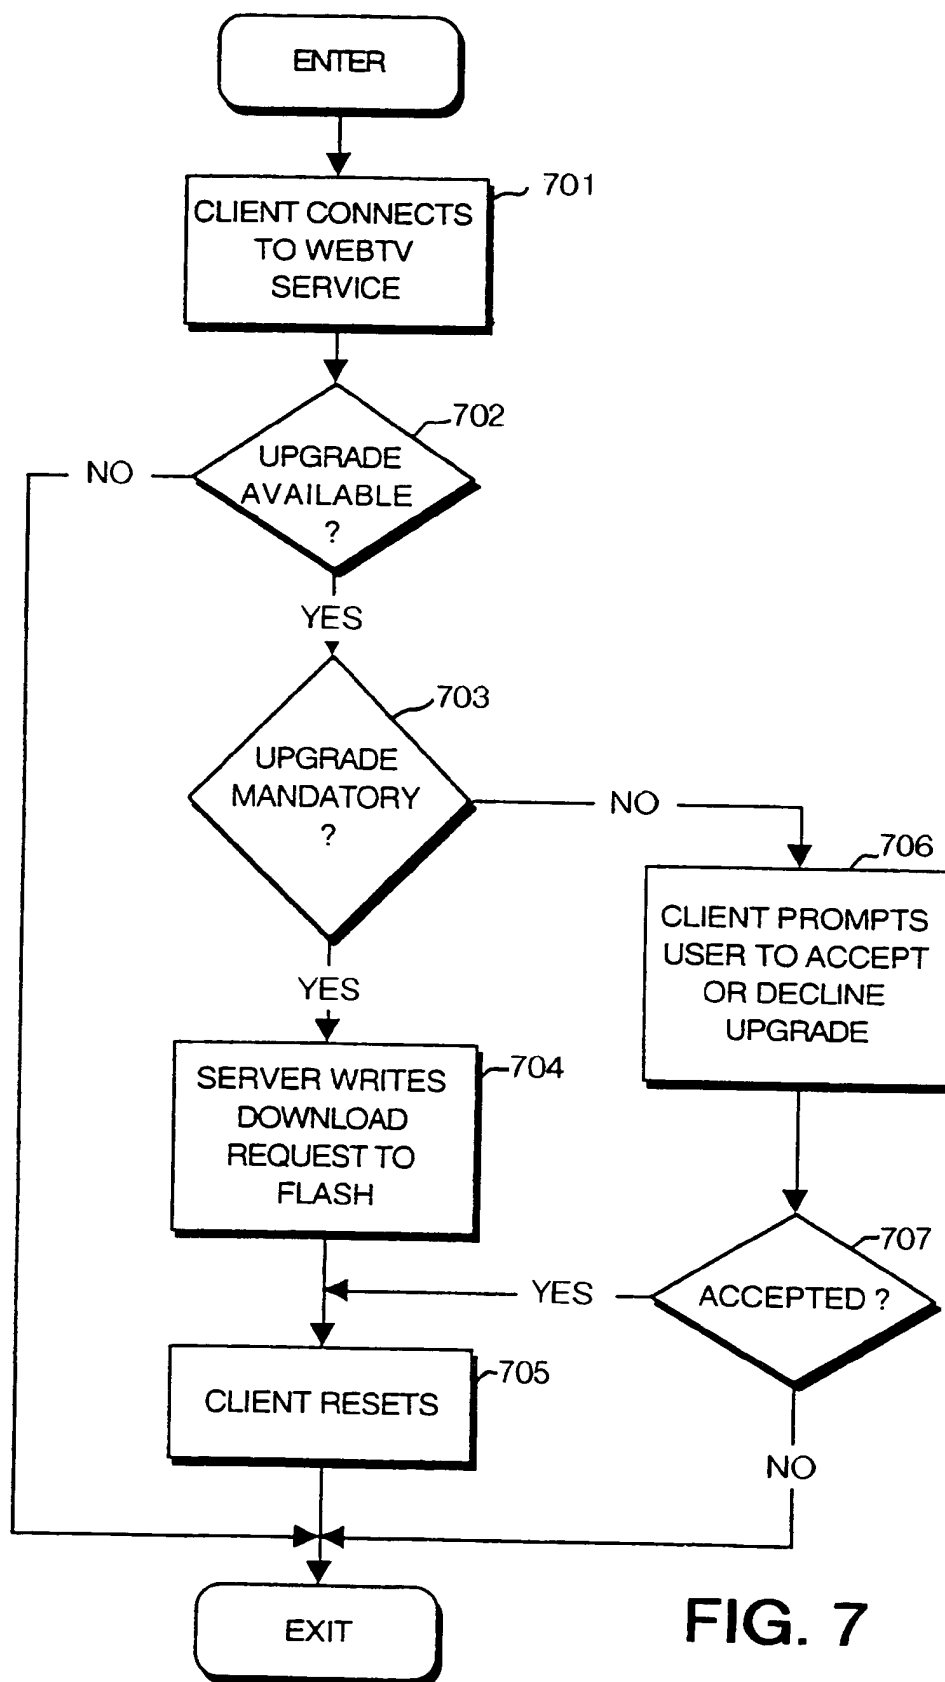 ENTER
701
CLIENT CONNECTS
TO WEBTV
SERVICE
702
NO
UPGRADE
AVAILABLE
?
YES
703
UPGRADE
MANDATORY
?
NO
706
CLIENT PROMPTS
USER TO ACCEPT
OR DECLINE
UPGRADE
YES
704
SERVER WRITES
DOWNLOAD
REQUEST TO
FLASH
707
ACCEPTED ?
YES
705
CLIENT RESETS
NO
EXIT
FIG. 7